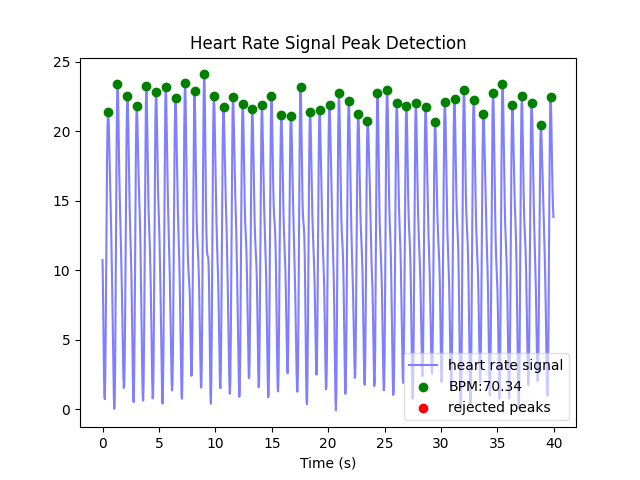 Heart Rate Signal Peak Detection
25
20
15
10
5
0
heart rate signal
BPM:70.34
rejected peaks
0 5 10 15 20 25 30 35 40
Time (s)